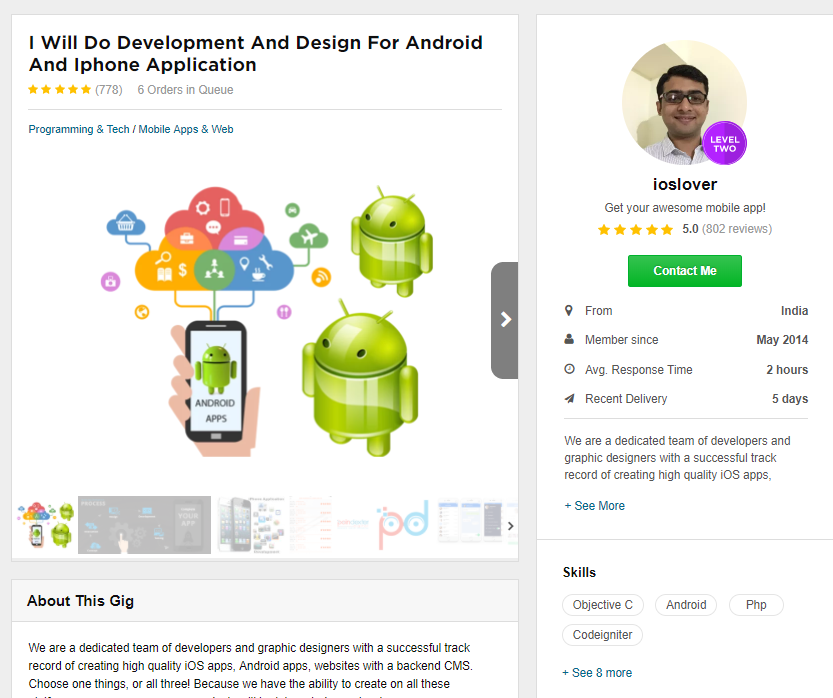 I Will Do Development And Design For Android
And Iphone Application
(778) 6 Orders in Queue
Programming & Tech / Mobile Apps & Web
$
ANDROID
APPS
PROCESS
YOUR
APP
pd
About This Gig
We are a dedicated team of developers and graphic designers with a successful track
record of creating high quality iOS apps, Android apps, websites with a backend CMS.
Choose one things, or all three! Because we have the ability to create on all these
LEVEL
TWO
ioslover
Get your awesome mobile app!
5.0 (802 reviews)
Contact Me
From India
Member since May 2014
Avg. Response Time 2 hours
Recent Delivery 5 days
We are a dedicated team of developers and
graphic designers with a successful track
record of creating high quality iOS apps,
+ See More
Skills
Objective C Android Php
Codeigniter
+ See 8 more